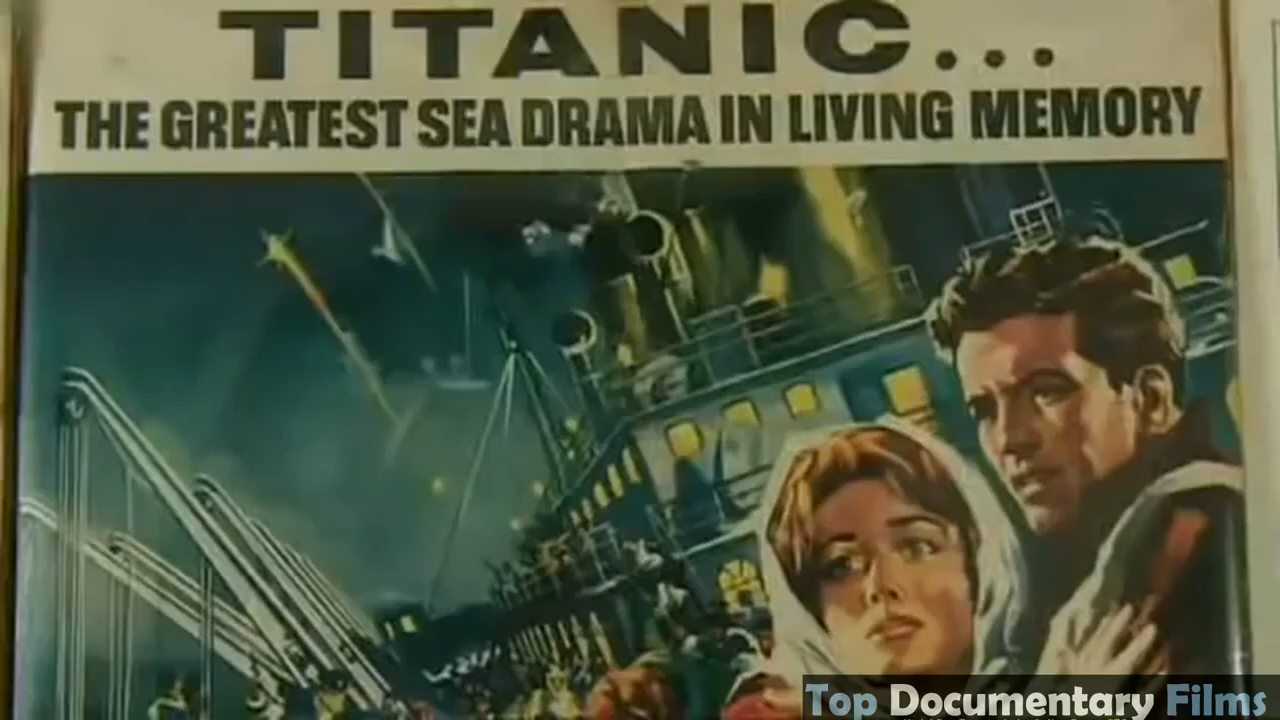 TITANIC...
THE GREATEST SEA DRAMA IN LIVING MEMORY
Top Documentary Films